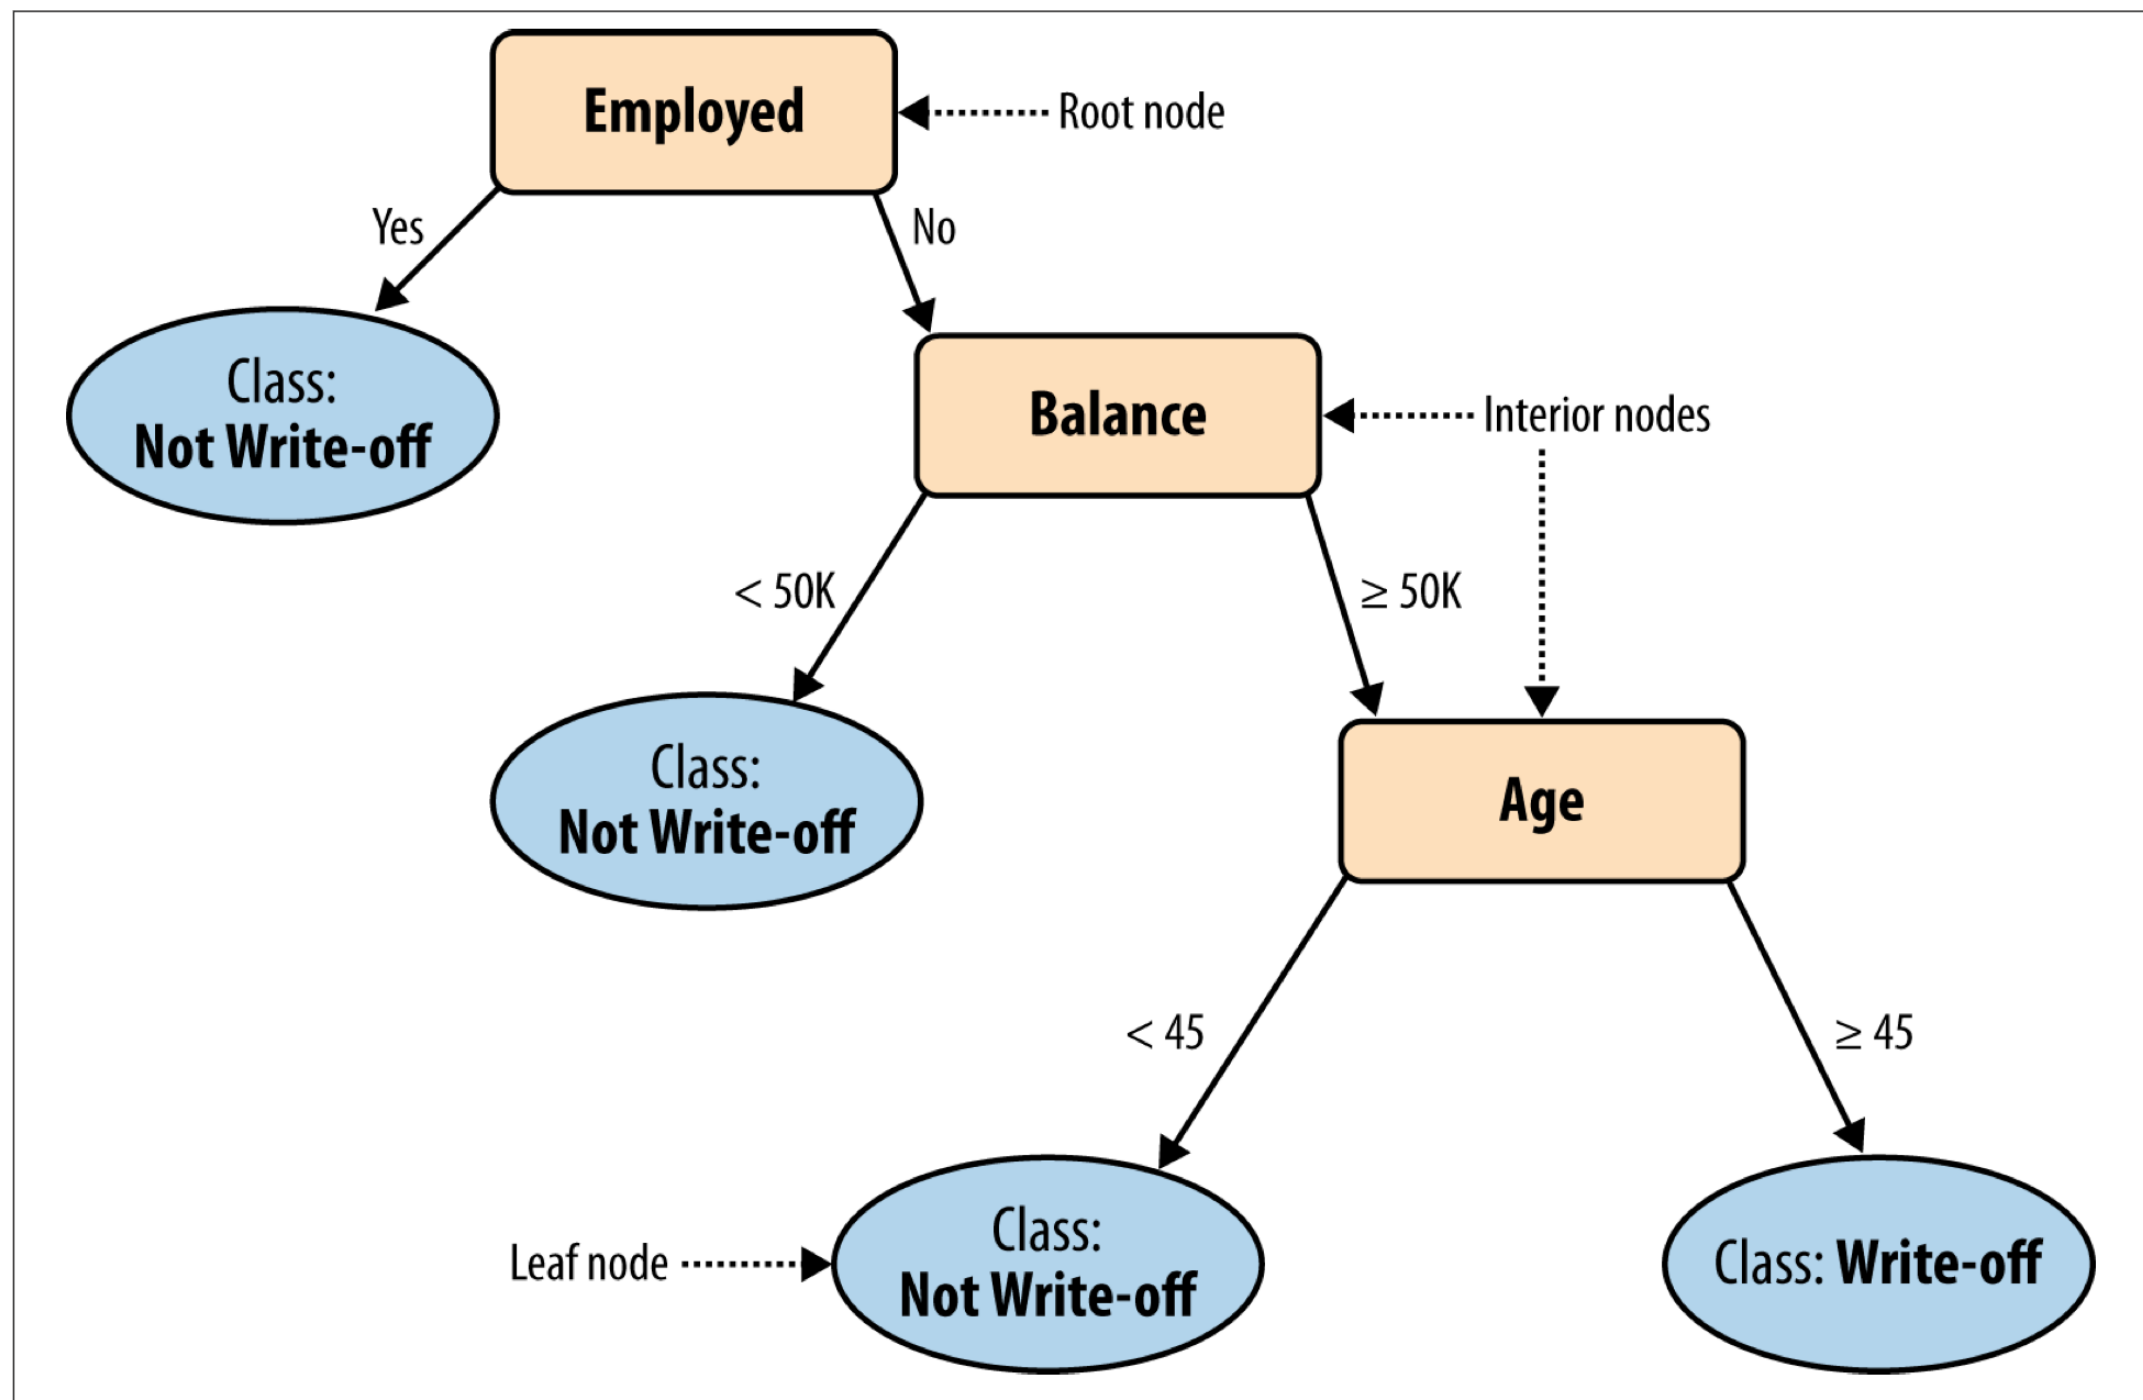 Employed
Root node
Yes
No
Class:
Not Write-off
Balance
Interior nodes
< 50K
≥ 50K
Class:
Not Write-off
Age
< 45
≥ 45
Leaf node
Class:
Not Write-off
Class: Write-off